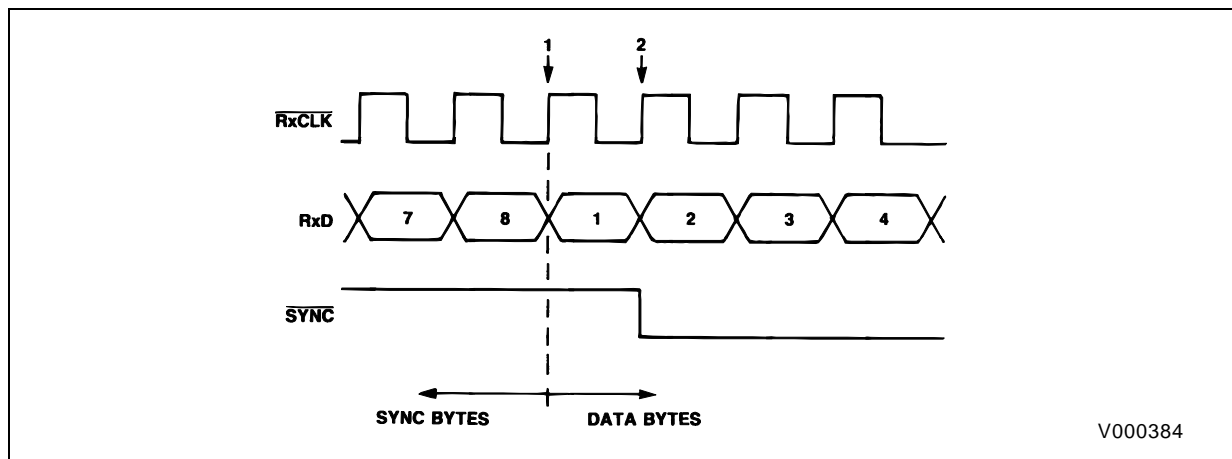 1 2
RxCLK
RxD 7 8 1 2 3 4
SYNC
SYNC BYTES DATA BYTES
V000384